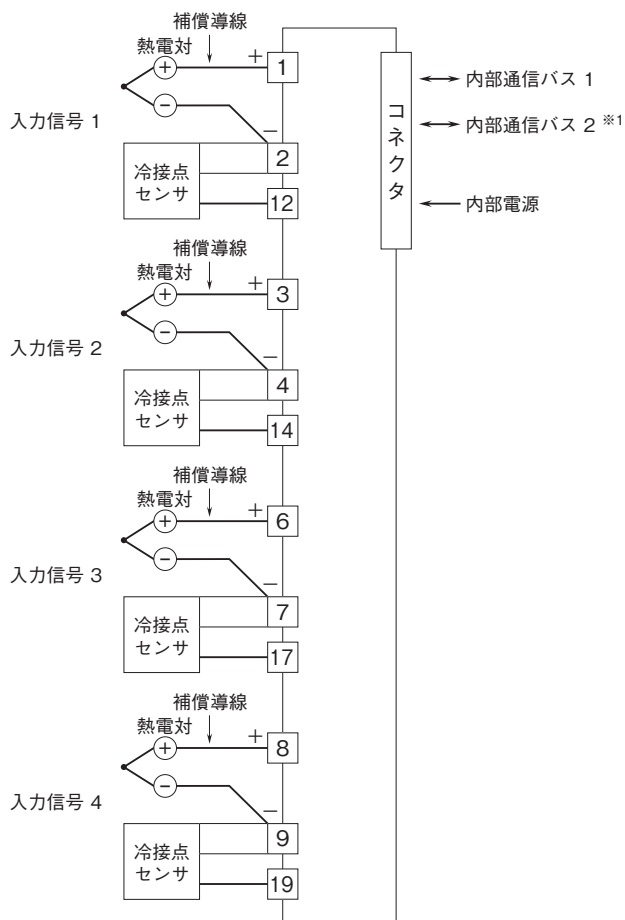 補償導線
熱電対
+
+
1
−
入力信号 1
−
2
冷接点
センサ
12
補償導線
熱電対
+
+
3
−
入力信号 2
−
4
冷接点
センサ
14
補償導線
熱電対
+
+
6
−
入力信号 3
−
7
冷接点
センサ
17
補償導線
熱電対
+
+
8
−
入力信号 4
−
9
冷接点
センサ
19
コネクタ
内部通信バス 1
内部通信バス 2 ※1
内部電源